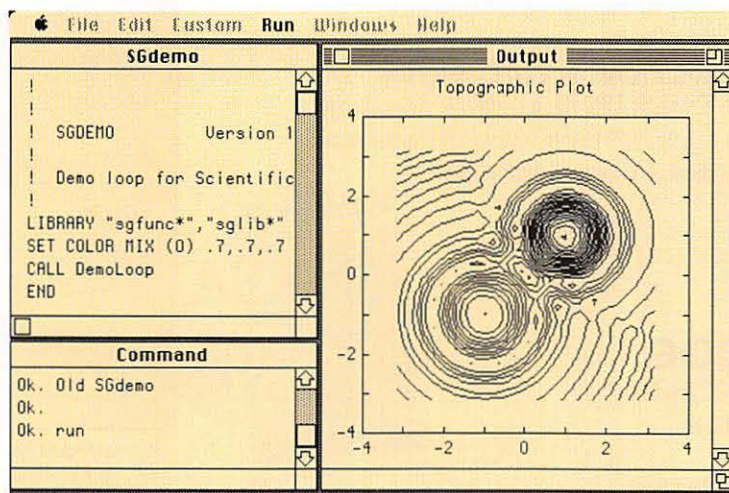 File Edit Custom Run Windows Help
SGdemo
!
!
! SGDEMO Version 1
!
! Demo loop for Scientific
!
LIBRARY "sgfunc*","sglib*"
SET COLOR MIX (0) .7,.7,.7
CALL DemoLoop
END
Command
Ok. Old SGdemo
Ok.
Ok. run
Output
Topographic Plot
4
2
0
-2
-4
-4 -2 0 2 4